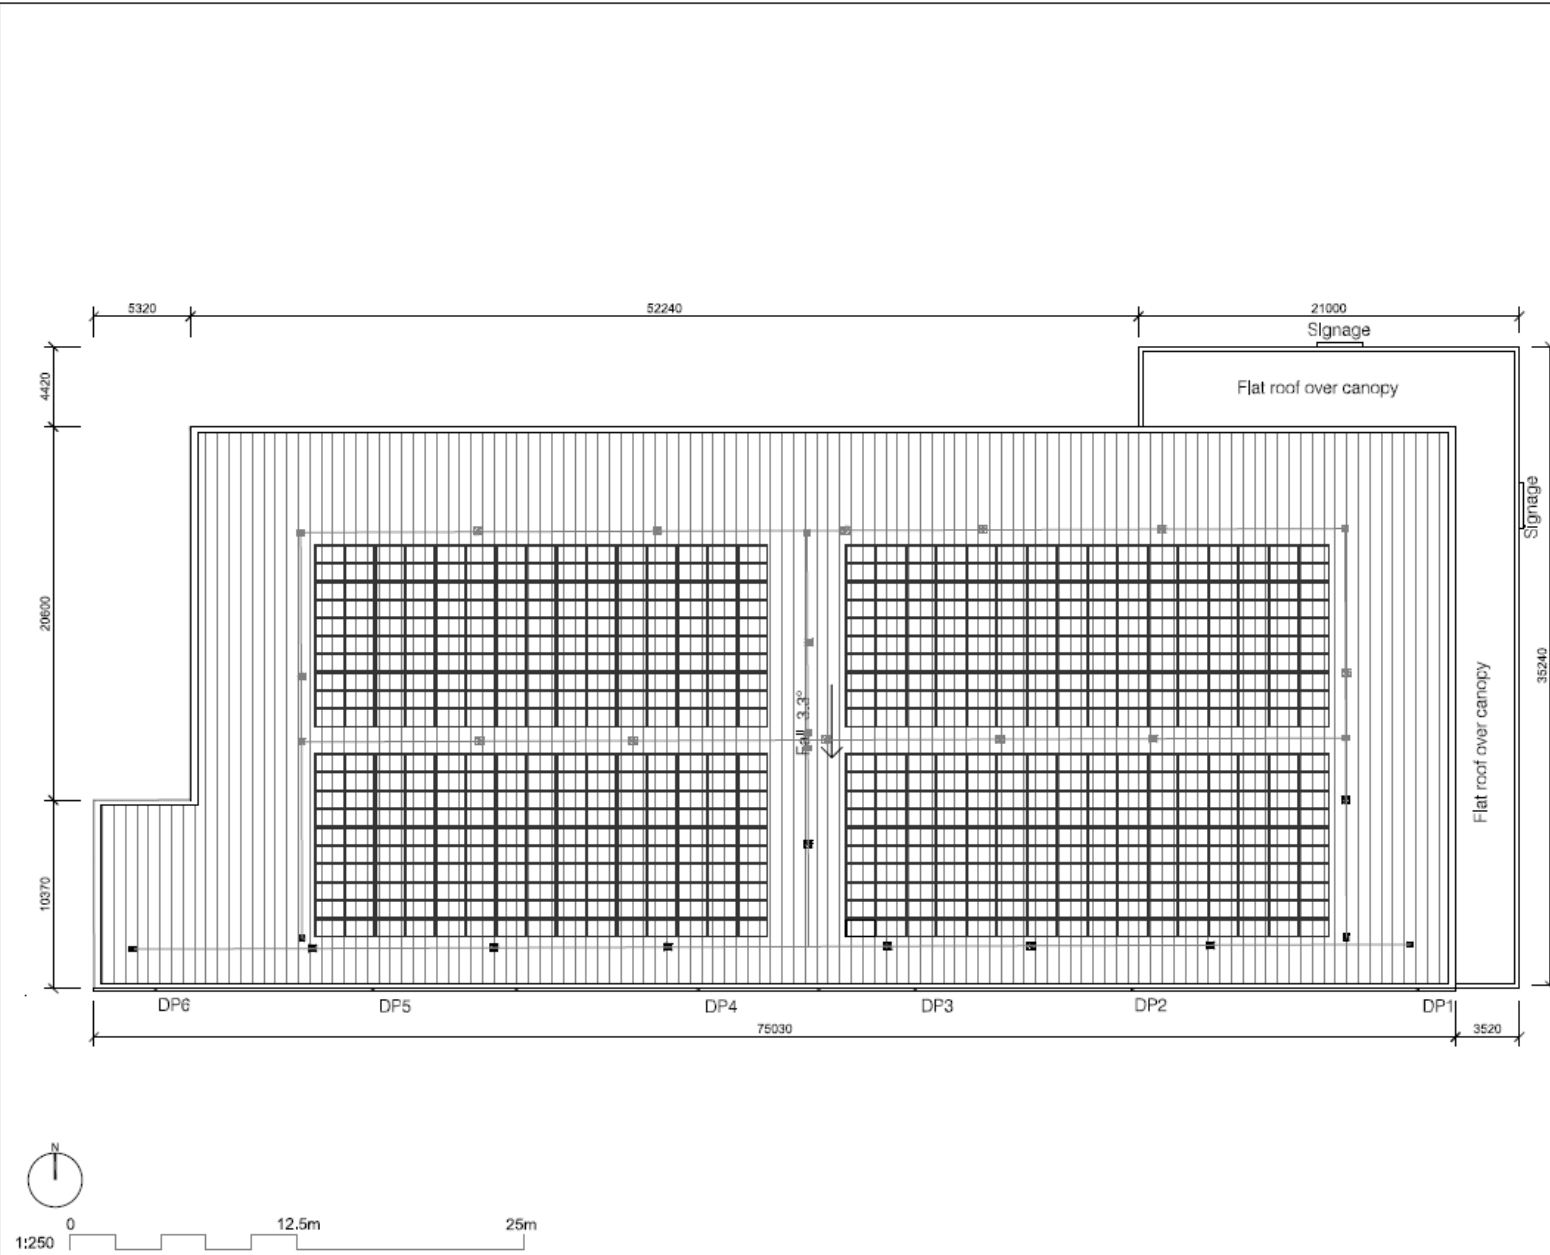 5320
52240
21000
Signage
4420
Flat roof over canopy
Signage
20600
35240
Fall 3.3°
Flat roof over canopy
10370
DP6
DP5
DP4
DP3
DP2
DP1
75030
3520
N
0
12.5m
25m
1:250